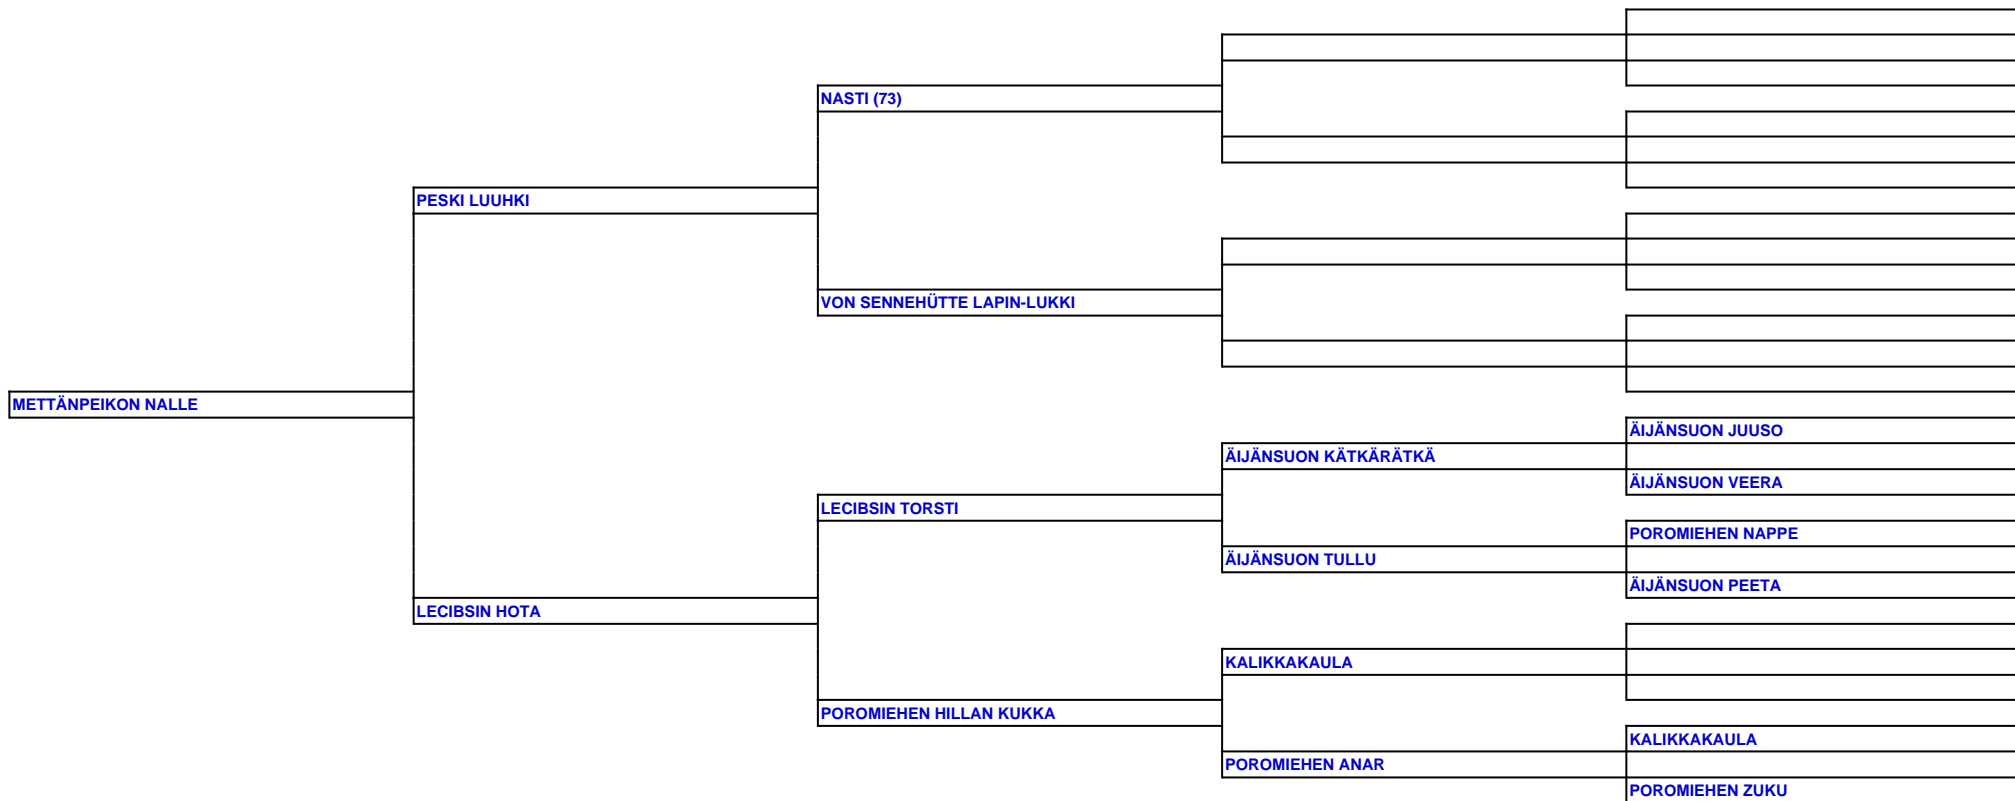 NASTI (73)
PESKI LUUHKI
VON SENNEHÜTTE LAPIN-LUKKI
METTÄNPEIKON NALLE
ÄIJÄNSUON JUUSO
ÄIJÄNSUON KÄTKÄRÄTKÄ
ÄIJÄNSUON VEERA
LECIBSIN TORSTI
POROMIEHEN NAPPE
ÄIJÄNSUON TULLU
ÄIJÄNSUON PEETA
LECIBSIN HOTA
KALIKKAKAULA
POROMIEHEN HILLAN KUKKA
KALIKKAKAULA
POROMIEHEN ANAR
POROMIEHEN ZUKU